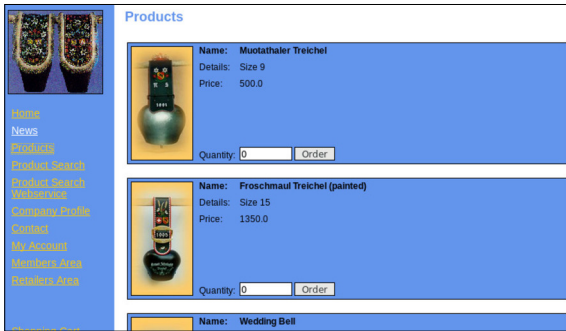 Products
Home
News
Products
Product Search
Product Search
Webservice
Company Profile
Contact
My Account
Members Area
Retailers Area
Shopping Cart
Name: Muotathaler Treichel
Details: Size 9
Price: 500.0
Quantity: 0 Order
Name: Froschmaul Treichel (painted)
Details: Size 15
Price: 1350.0
Quantity: 0 Order
Name: Wedding Bell